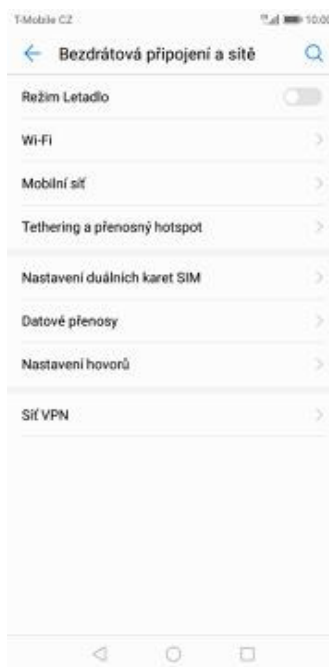 T-Mobile CZ 10:00
Bezdrátová připojení a sítě
Režim Letadlo
Wi-Fi
Mobilní síť
Tethering a přenosný hotspot
Nastavení duálních karet SIM
Datové přenosy
Nastavení hovorů
Síť VPN